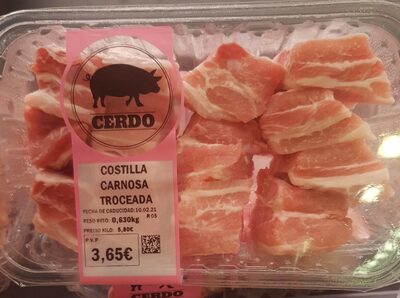 CERDO
COSTILLA
CARNOSA
TROCEADA
FECHA DE CADUCIDAD:10.02.21
PESO NETO: 0,630kg R 05
PRECIO KILO: 5,80€
P.V.P
3,65€
CERDO